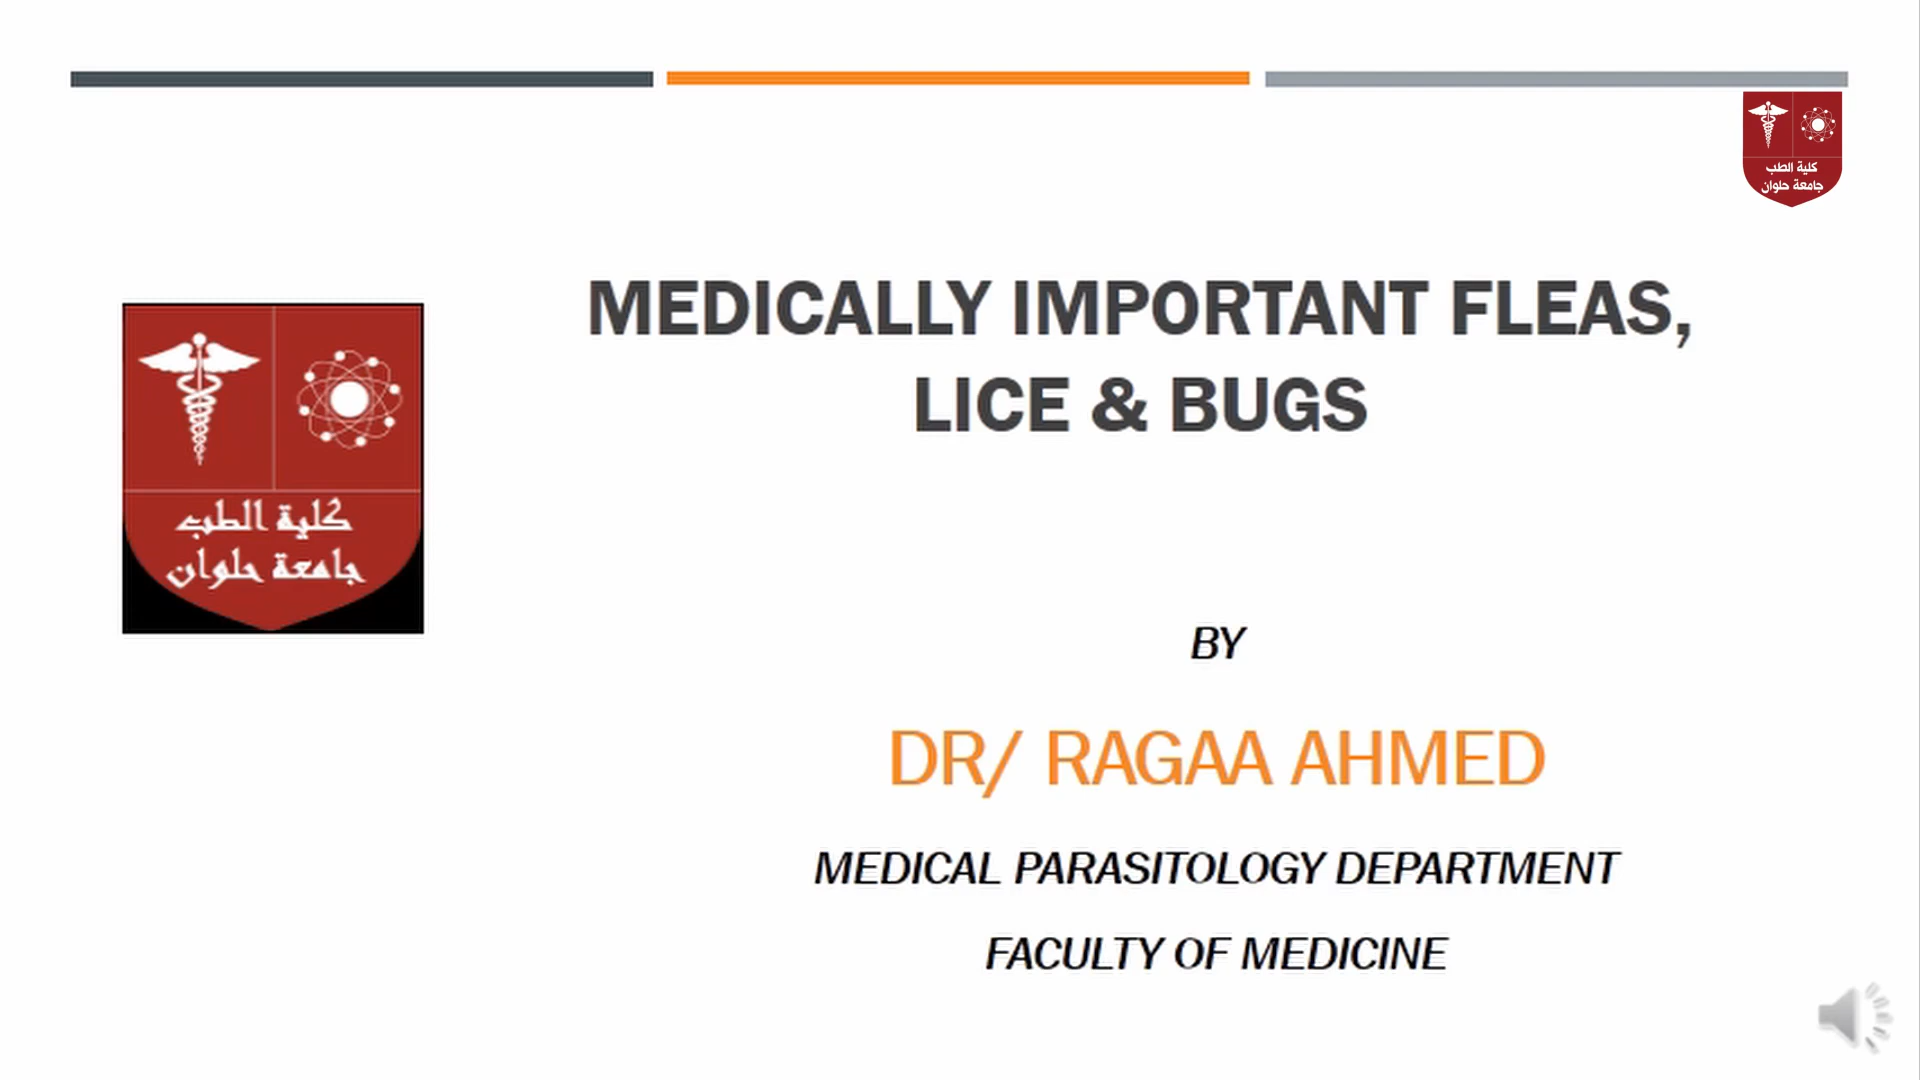 كلية الطب
جامعة حلوان
MEDICALLY IMPORTANT FLEAS,
LICE & BUGS
كلية الطب
جامعة حلوان
BY
DR/ RAGAA AHMED
MEDICAL PARASITOLOGY DEPARTMENT
FACULTY OF MEDICINE